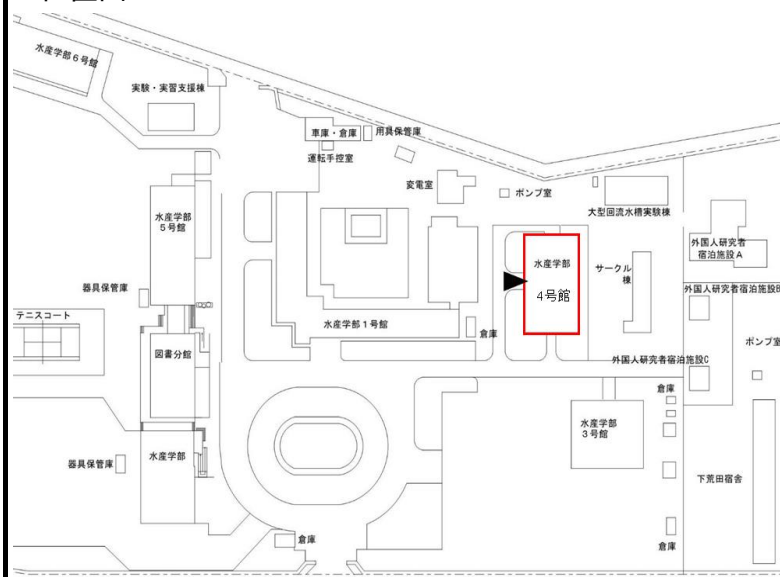 水産学部6号館
実験・実習支援棟
車庫・倉庫
用具保管庫
運転手控室
変電室
ポンプ室
大型回流水槽実験棟
水産学部
5号館
外国人研究者
宿泊施設A
水産学部
4号館
サークル
棟
器具保管庫
外国人研究者宿泊施設B
テニスコート
水産学部1号館
倉庫
ポンプ室
図書分館
外国人研究者宿泊施設C
倉庫
水産学部
3号館
水産学部
器具保管庫
下荒田宿舎
倉庫
倉庫